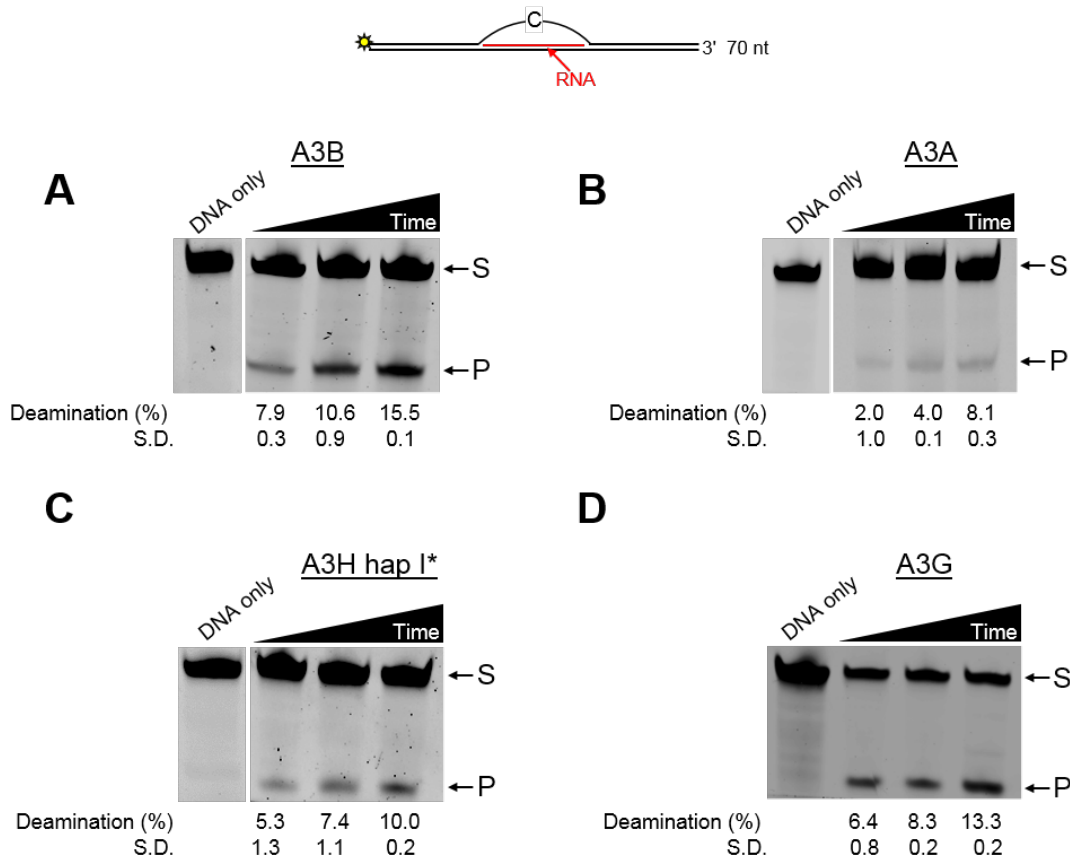 C
3' 70 nt
RNA
A
A3B
DNA only
Time
S
P
Deamination (%) 7.9 10.6 15.5
S.D. 0.3 0.9 0.1
B
A3A
DNA only
Time
S
P
Deamination (%) 2.0 4.0 8.1
S.D. 1.0 0.1 0.3
C
A3H hap I*
DNA only
Time
S
P
Deamination (%) 5.3 7.4 10.0
S.D. 1.3 1.1 0.2
D
A3G
DNA only
Time
S
P
Deamination (%) 6.4 8.3 13.3
S.D. 0.8 0.2 0.2